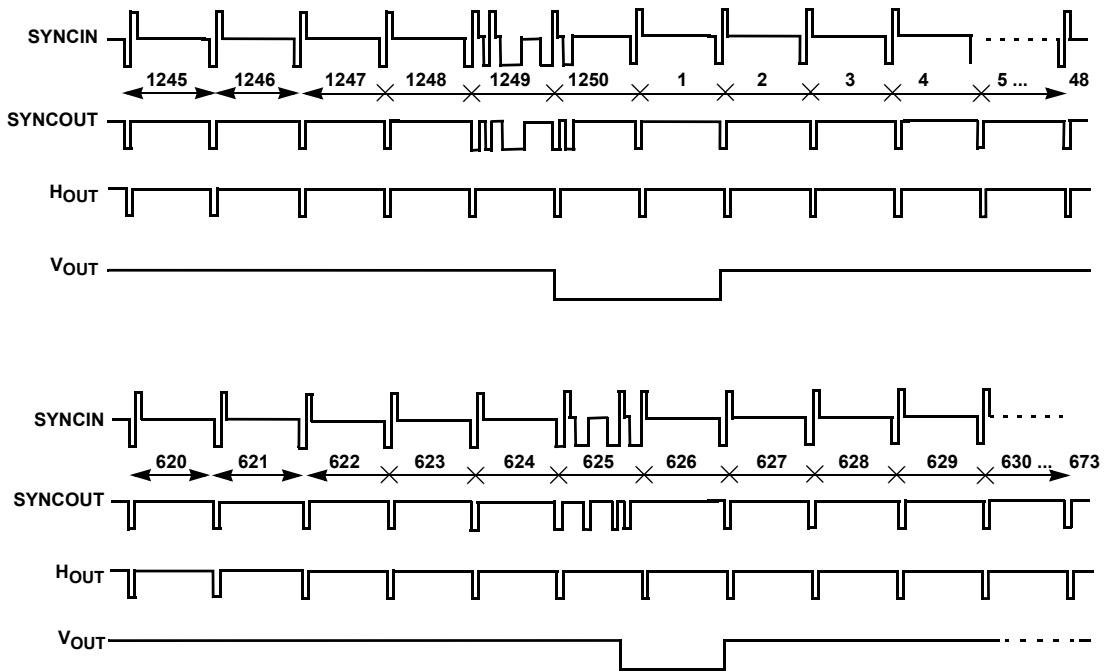 SYNCIN
1245 1246 1247 1248 1249 1250 1 2 3 4 5 ... 48
SYNCOUT
HOUT
VOUT
SYNCIN
620 621 622 623 624 625 626 627 628 629 630 ... 673
SYNCOUT
HOUT
VOUT